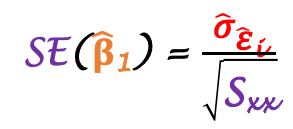 SE(β̂₁) = σ̂_ε̂ᵢ / √Sₓₓ